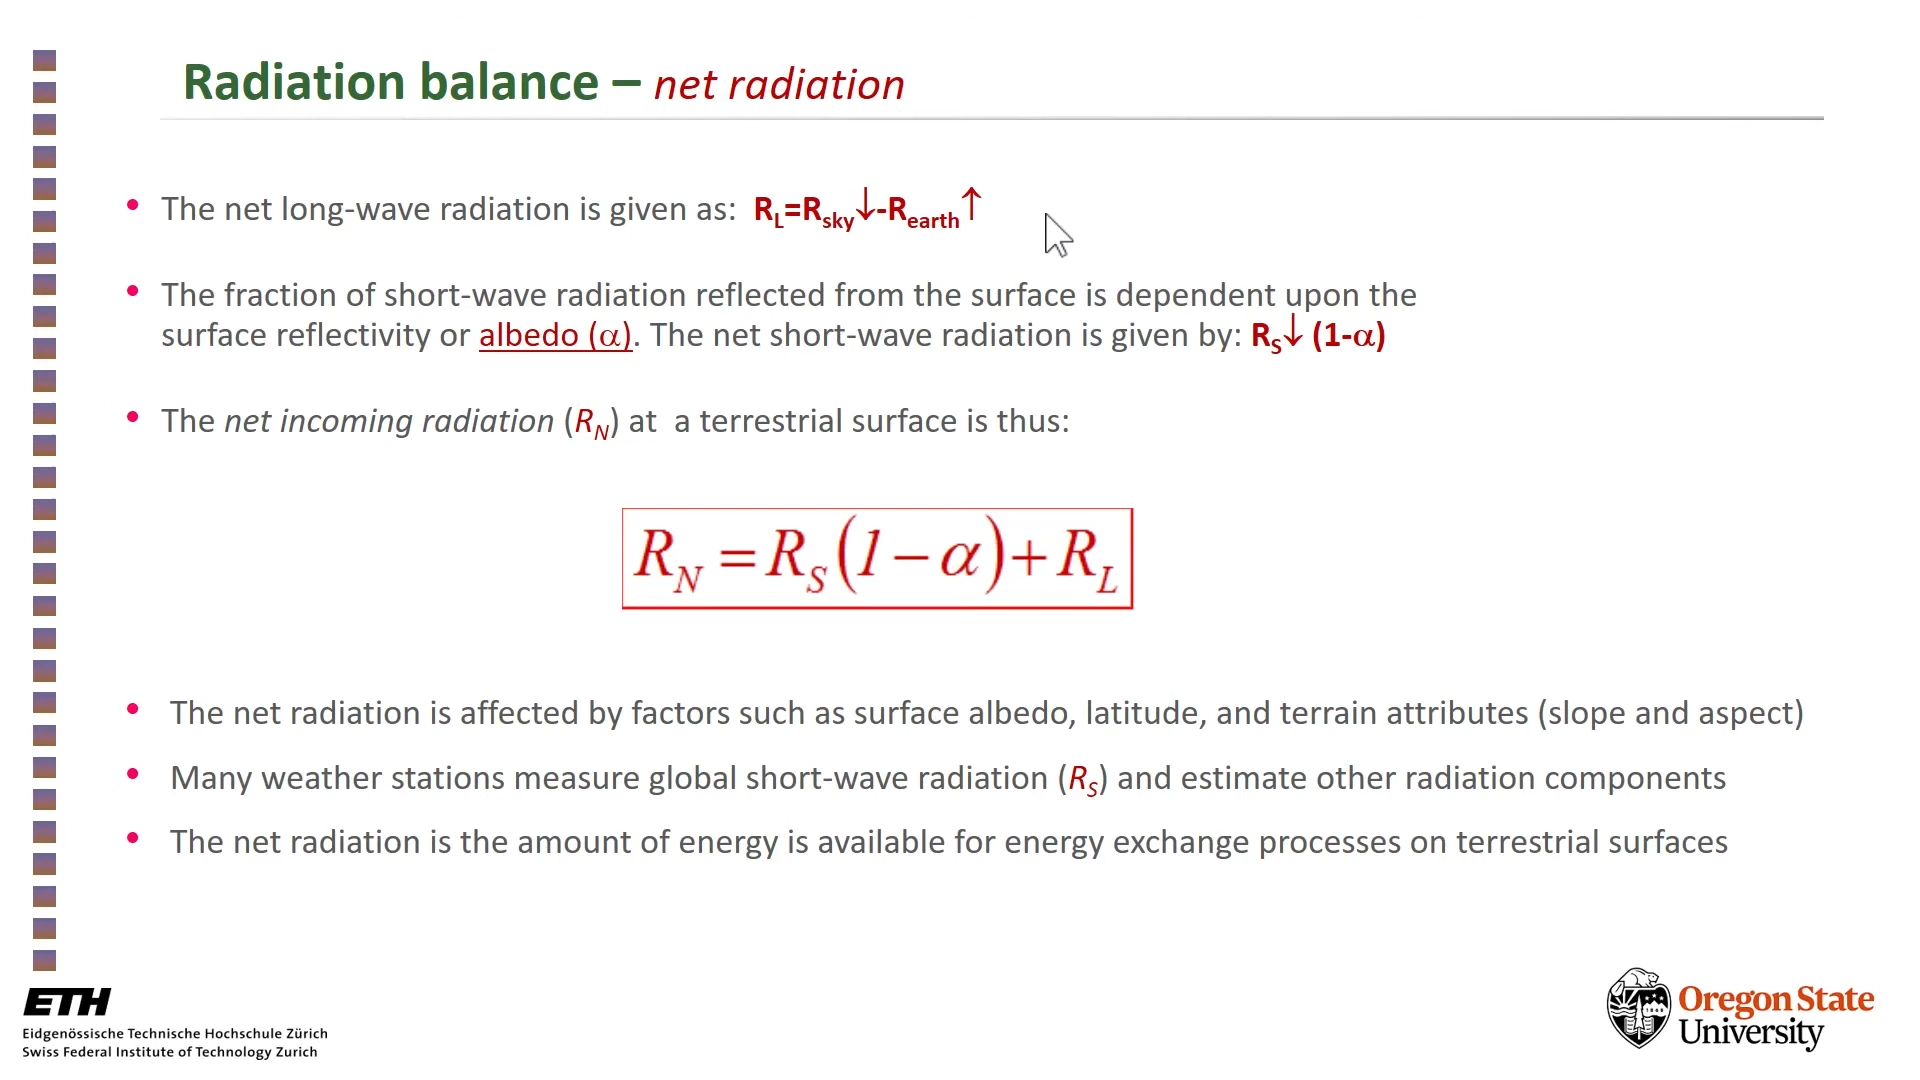 Radiation balance – net radiation
• The net long-wave radiation is given as: RL=Rsky↓-Rearth↑
• The fraction of short-wave radiation reflected from the surface is dependent upon the
surface reflectivity or albedo (α). The net short-wave radiation is given by: RS↓ (1-α)
• The net incoming radiation (RN) at a terrestrial surface is thus:
RN = RS(1 − α) + RL
• The net radiation is affected by factors such as surface albedo, latitude, and terrain attributes (slope and aspect)
• Many weather stations measure global short-wave radiation (RS) and estimate other radiation components
• The net radiation is the amount of energy is available for energy exchange processes on terrestrial surfaces
ETH
Eidgenössische Technische Hochschule Zürich
Swiss Federal Institute of Technology Zurich
1868
Oregon State
University